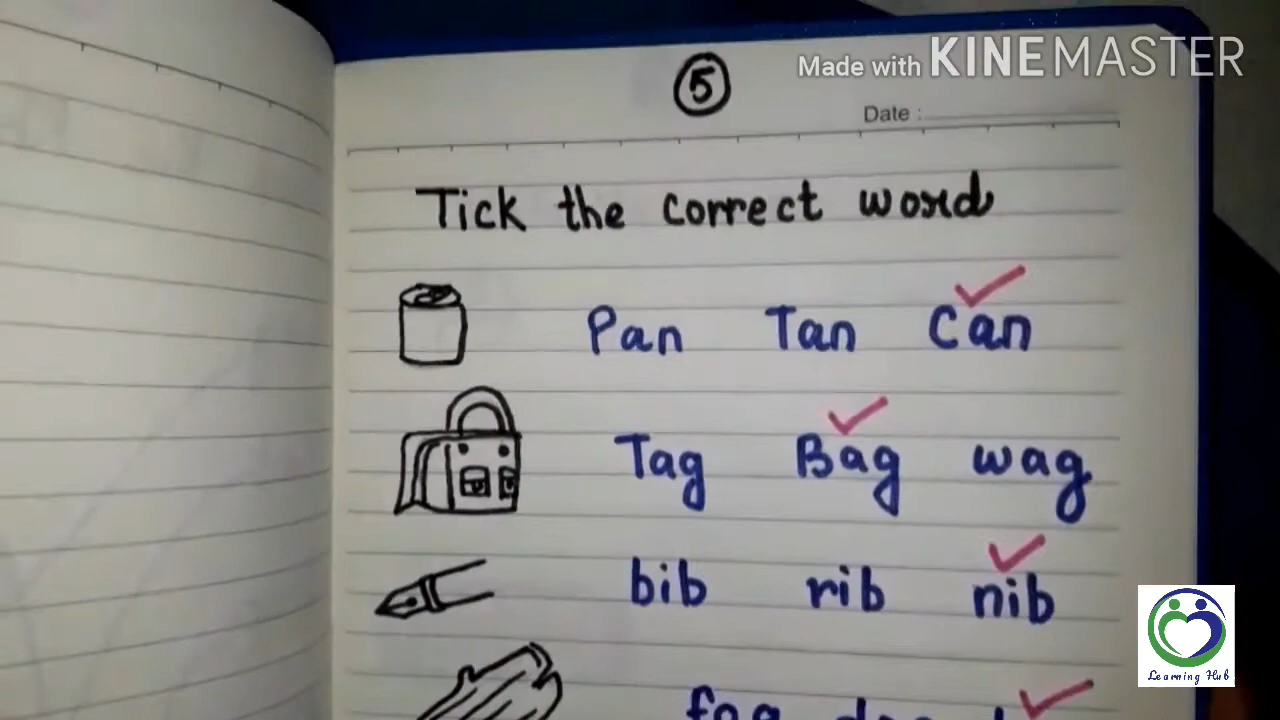 Made with KINEMASTER
5
Date :
Tick the correct word
Pan Tan Can
Tag Bag wag
bib rib nib
fog
Learning Hub